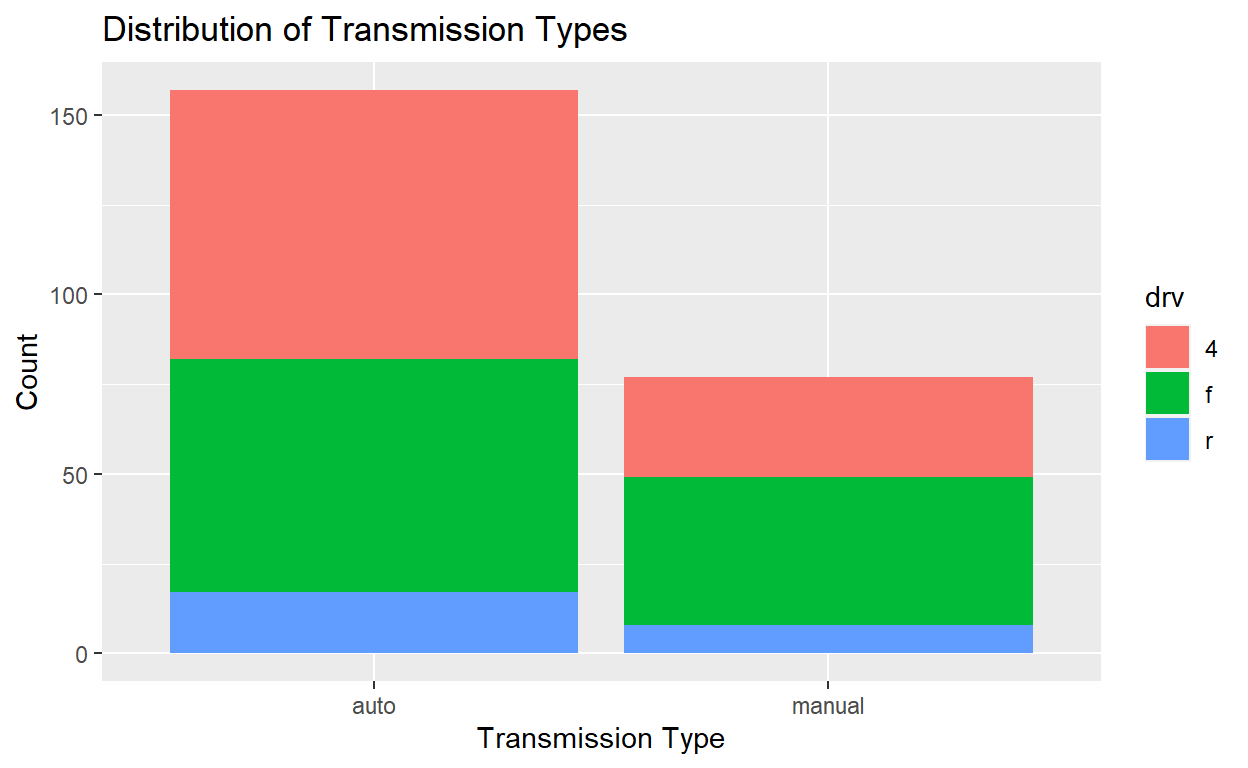 Distribution of Transmission Types
150
100
50
0
Count
auto
manual
Transmission Type
drv
4
f
r